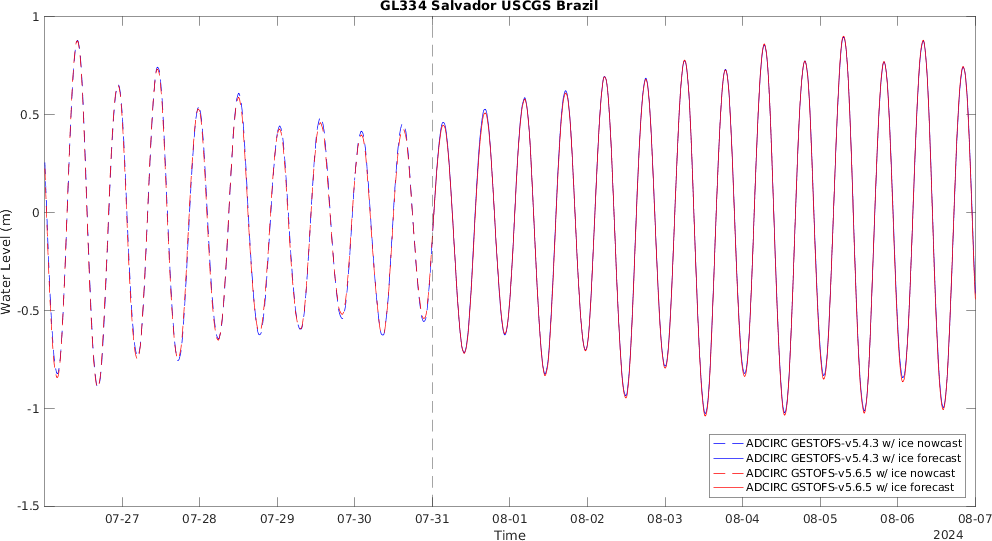 GL334 Salvador USCGS Brazil
Water Level (m)
1
0.5
0
-0.5
-1
-1.5
07-27 07-28 07-29 07-30 07-31 08-01 08-02 08-03 08-04 08-05 08-06 08-07
Time
2024
ADCIRC GESTOFS-v5.4.3 w/ ice nowcast
ADCIRC GESTOFS-v5.4.3 w/ ice forecast
ADCIRC GSTOFS-v5.6.5 w/ ice nowcast
ADCIRC GSTOFS-v5.6.5 w/ ice forecast